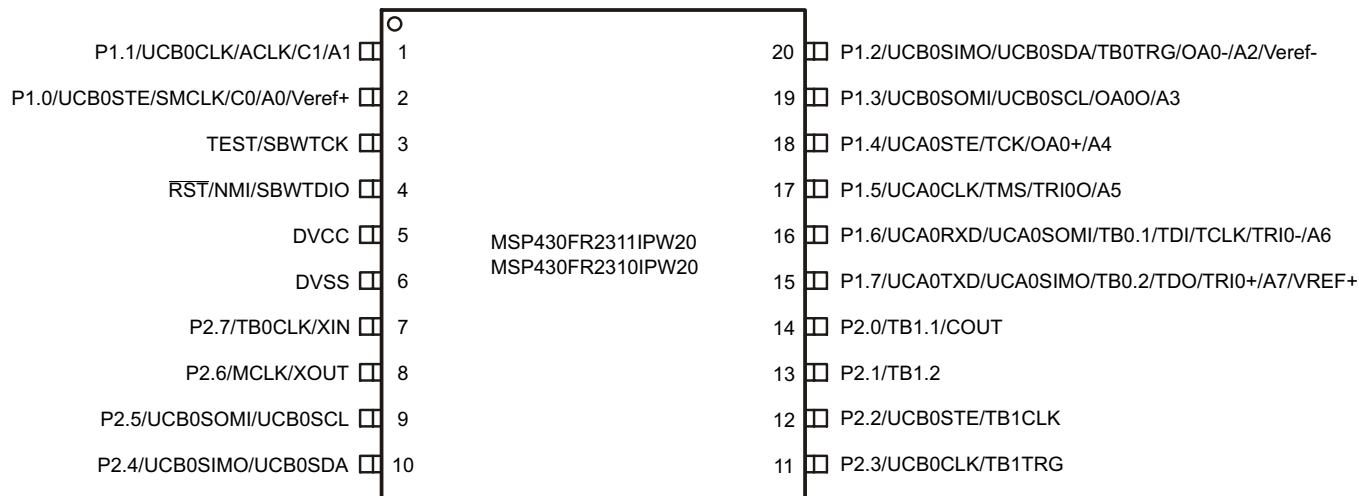 P1.1/UCB0CLK/ACLK/C1/A1 1
P1.0/UCB0STE/SMCLK/C0/A0/Veref+ 2
TEST/SBWTCK 3
RST/NMI/SBWTDIO 4
DVCC 5
DVSS 6
P2.7/TB0CLK/XIN 7
P2.6/MCLK/XOUT 8
P2.5/UCB0SOMI/UCB0SCL 9
P2.4/UCB0SIMO/UCB0SDA 10
MSP430FR2311IPW20
MSP430FR2310IPW20
20 P1.2/UCB0SIMO/UCB0SDA/TB0TRG/OA0-/A2/Veref-
19 P1.3/UCB0SOMI/UCB0SCL/OA0O/A3
18 P1.4/UCA0STE/TCK/OA0+/A4
17 P1.5/UCA0CLK/TMS/TRI0O/A5
16 P1.6/UCA0RXD/UCA0SOMI/TB0.1/TDI/TCLK/TRI0-/A6
15 P1.7/UCA0TXD/UCA0SIMO/TB0.2/TDO/TRI0+/A7/VREF+
14 P2.0/TB1.1/COUT
13 P2.1/TB1.2
12 P2.2/UCB0STE/TB1CLK
11 P2.3/UCB0CLK/TB1TRG